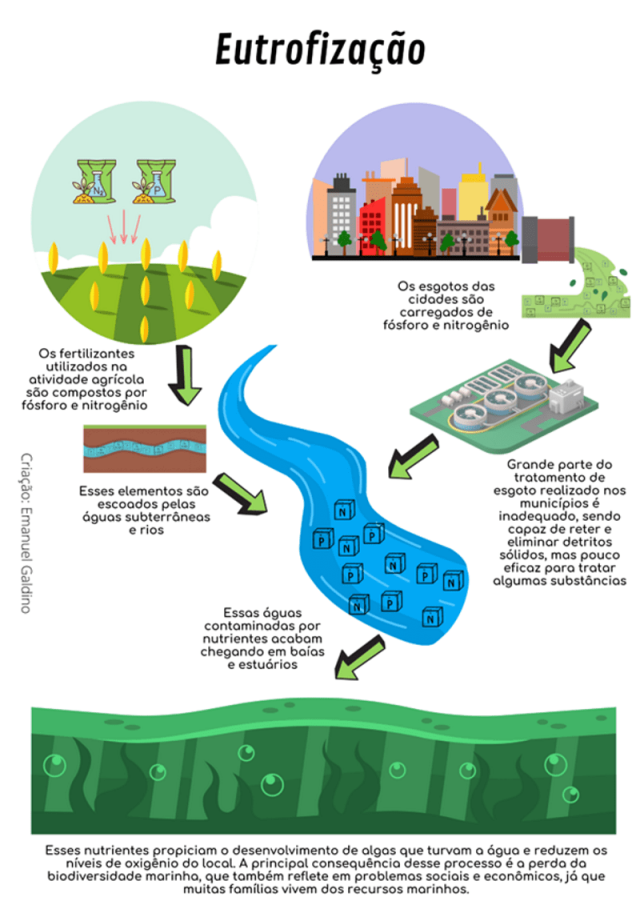 Eutrofização
N₂
P
Os esgotos das
cidades são
carregados de
fósforo e nitrogênio
Os fertilizantes
utilizados na
atividade agrícola
são compostos por
fósforo e nitrogênio
Grande parte do
tratamento de
esgoto realizado nos
municípios é
inadequado, sendo
capaz de reter e
eliminar detritos
sólidos, mas pouco
eficaz para tratar
algumas substâncias
Esses elementos são
escoados pelas
águas subterrâneas
e rios
Criação: Emanuel Galdino
N
P
P
N
N
P
P
N
N
P
N
Essas águas
contaminadas por
nutrientes acabam
chegando em baías
e estuários
Esses nutrientes propiciam o desenvolvimento de algas que turvam a água e reduzem os
níveis de oxigênio do local. A principal consequência desse processo é a perda da
biodiversidade marinha, que também reflete em problemas sociais e econômicos, já que
muitas famílias vivem dos recursos marinhos.